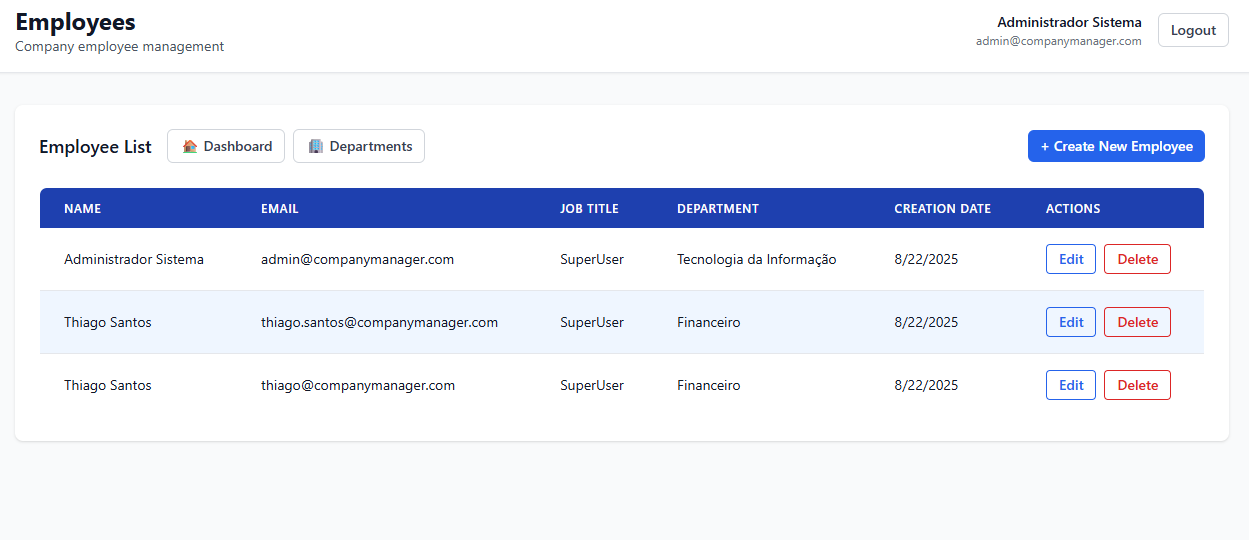 Employees
Company employee management
Administrador Sistema
admin@companymanager.com
Logout
Employee List
Dashboard
Departments
+ Create New Employee
NAME EMAIL JOB TITLE DEPARTMENT CREATION DATE ACTIONS
Administrador Sistema admin@companymanager.com SuperUser Tecnologia da Informação 8/22/2025 Edit Delete
Thiago Santos thiago.santos@companymanager.com SuperUser Financeiro 8/22/2025 Edit Delete
Thiago Santos thiago@companymanager.com SuperUser Financeiro 8/22/2025 Edit Delete